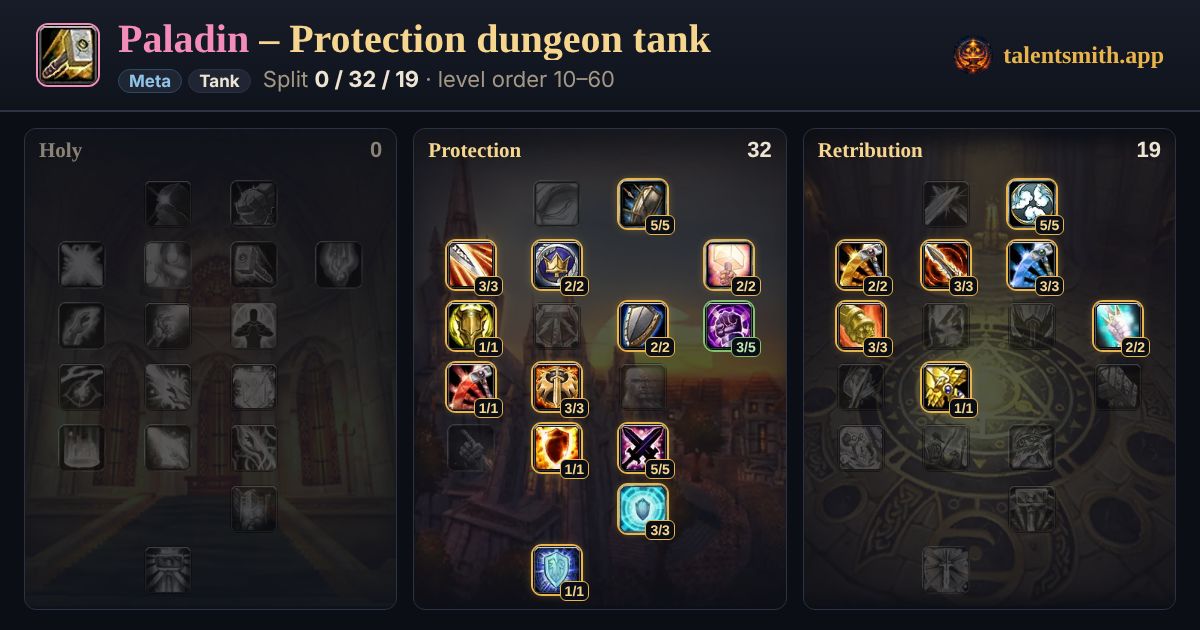 Paladin – Protection dungeon tank
Meta Tank Split 0 / 32 / 19 · level order 10–60
talentsmith.app
Holy 0
Protection 32
5/5
3/3 2/2 2/2
1/1 2/2 3/5
1/1 3/3
1/1 5/5
3/3
1/1
Retribution 19
5/5
2/2 3/3 3/3
3/3 2/2
1/1